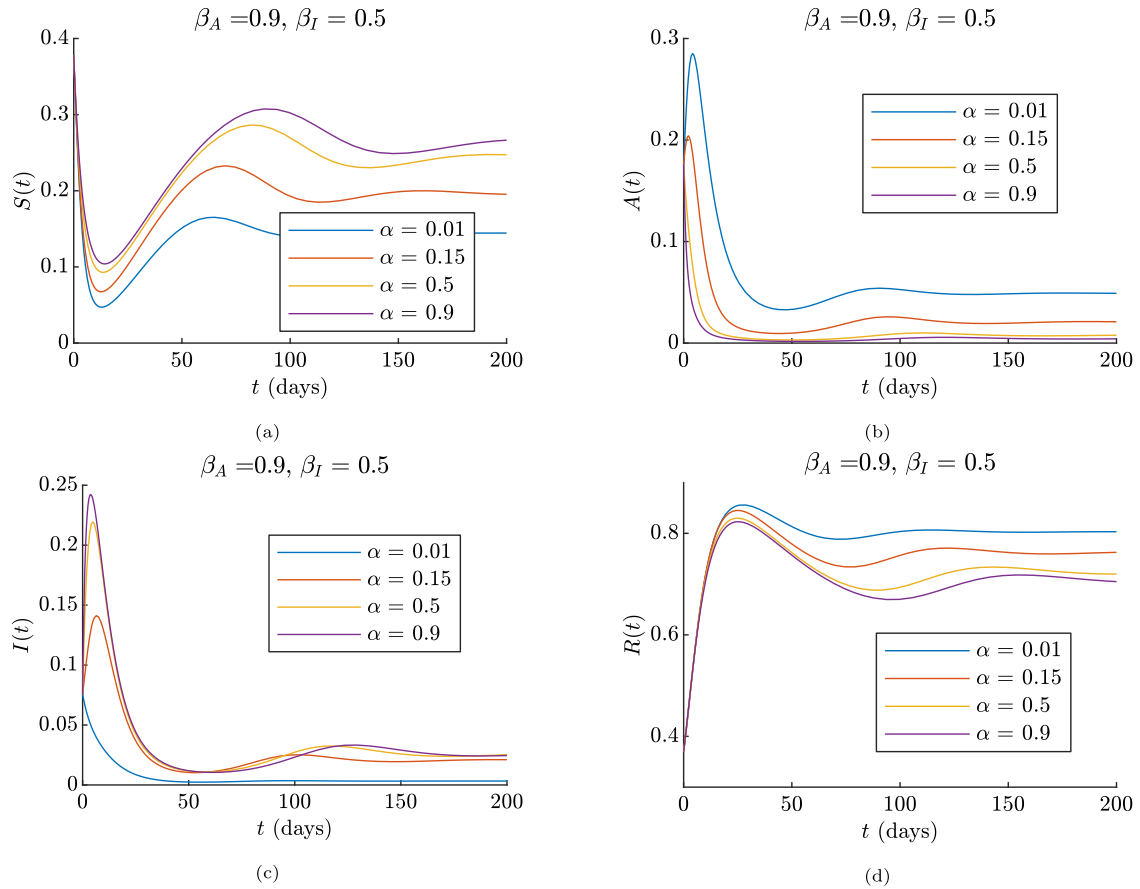 β_A =0.9, β_I = 0.5
S(t)
0.4
0.3
0.2
0.1
0
0
50
100
150
200
t (days)
α = 0.01
α = 0.15
α = 0.5
α = 0.9
(a)
β_A =0.9, β_I = 0.5
A(t)
0.3
0.2
0.1
0
0
50
100
150
200
t (days)
α = 0.01
α = 0.15
α = 0.5
α = 0.9
(b)
β_A =0.9, β_I = 0.5
I(t)
0.25
0.2
0.15
0.1
0.05
0
0
50
100
150
200
t (days)
α = 0.01
α = 0.15
α = 0.5
α = 0.9
(c)
β_A =0.9, β_I = 0.5
R(t)
0.8
0.6
0.4
0
50
100
150
200
t (days)
α = 0.01
α = 0.15
α = 0.5
α = 0.9
(d)